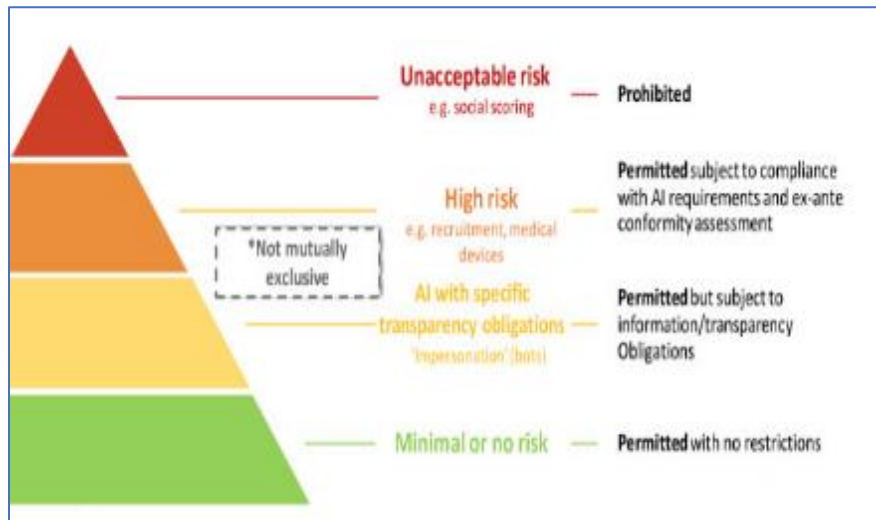 Unacceptable risk
e.g. social scoring
Prohibited
High risk
e.g. recruitment, medical
devices
Permitted subject to compliance
with AI requirements and ex-ante
conformity assessment
*Not mutually
exclusive
AI with specific
transparency obligations
'Impersonation' (bots)
Permitted but subject to
information/transparency
Obligations
Minimal or no risk
Permitted with no restrictions